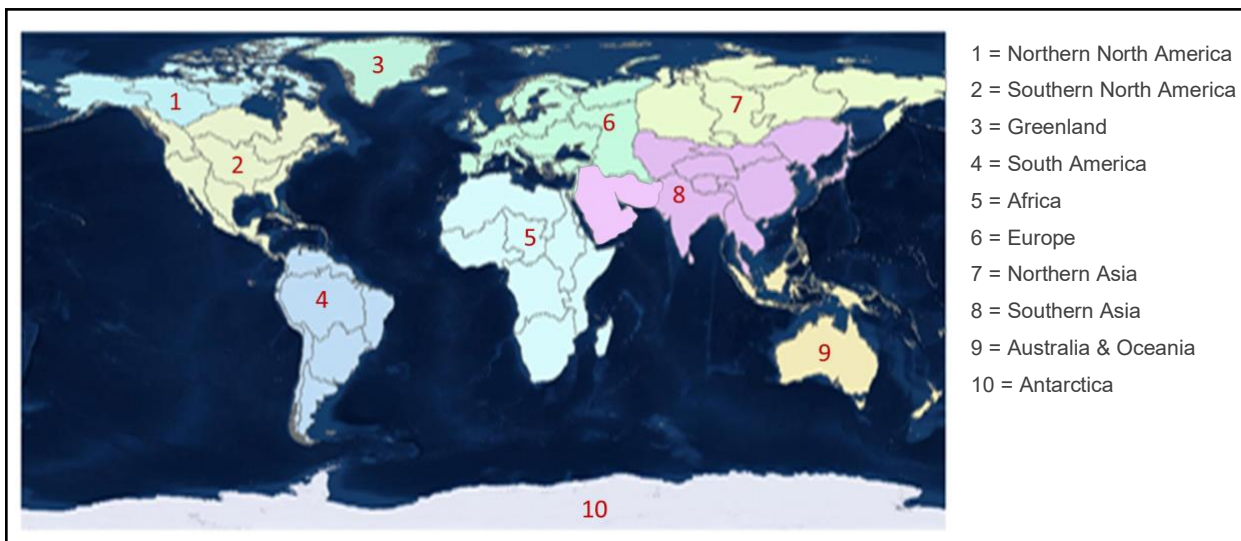 1 = Northern North America
2 = Southern North America
3 = Greenland
4 = South America
5 = Africa
6 = Europe
7 = Northern Asia
8 = Southern Asia
9 = Australia & Oceania
10 = Antarctica
3
1
7
6
2
8
5
4
9
10